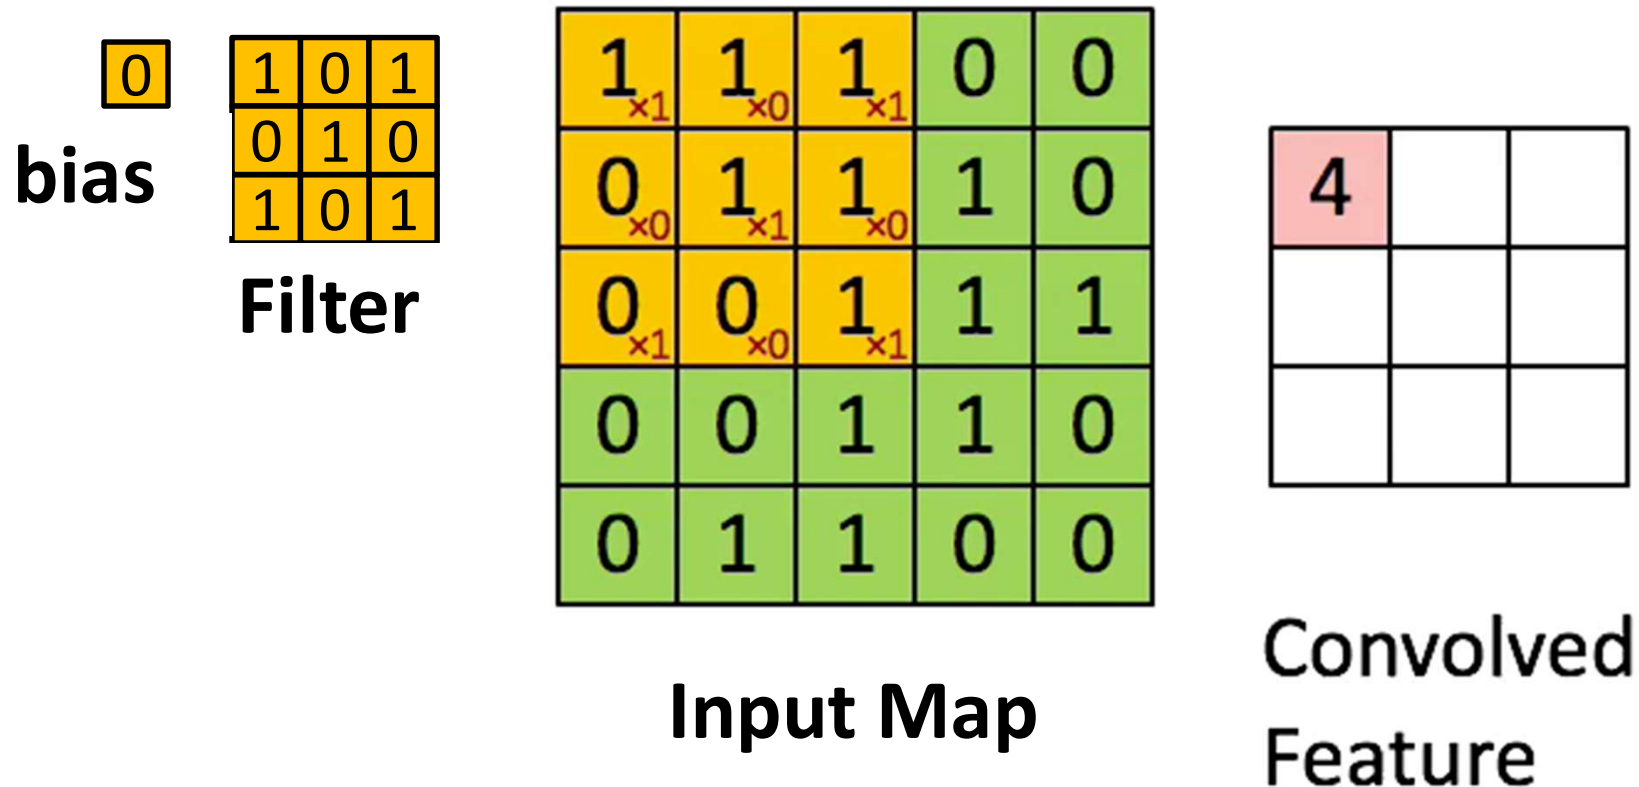 0
bias
1 0 1
0 1 0
1 0 1
Filter
1×1 1×0 1×1 0 0
0×0 1×1 1×0 1 0
0×1 0×0 1×1 1 1
0 0 1 1 0
0 1 1 0 0
Input Map
4
Convolved
Feature